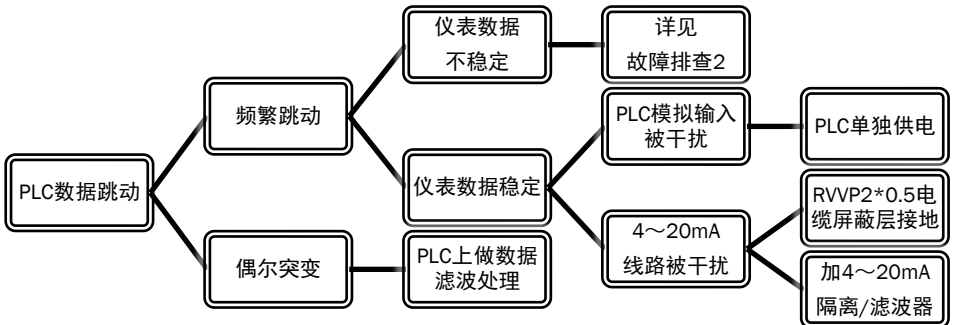 PLC数据跳动
频繁跳动
偶尔突变
仪表数据
不稳定
仪表数据稳定
PLC上做数据
滤波处理
详见
故障排查2
PLC模拟输入
被干扰
4～20mA
线路被干扰
PLC单独供电
RVVP2*0.5电
缆屏蔽层接地
加4～20mA
隔离/滤波器